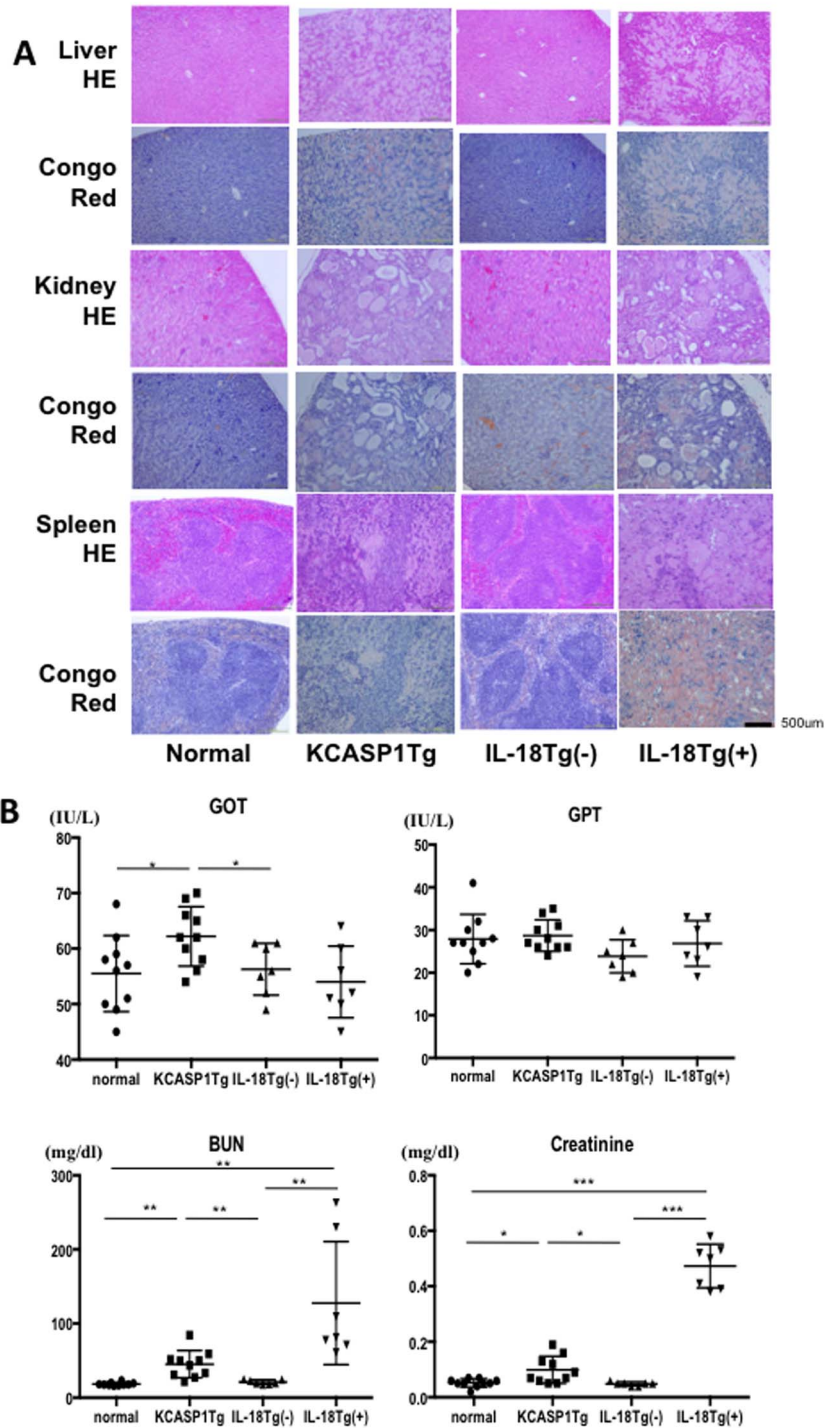 A
Liver
HE
Congo
Red
Kidney
HE
Congo
Red
Spleen
HE
Congo
Red
500um
Normal KCASP1Tg IL-18Tg(-) IL-18Tg(+)
B
GOT
(IU/L)
80
70
60
50
40
* *
normal KCASP1Tg IL-18Tg(-) IL-18Tg(+)
GPT
(IU/L)
50
40
30
20
10
0
normal KCASP1Tg IL-18Tg(-) IL-18Tg(+)
BUN
(mg/dl)
300
200
100
0
**
**
** **
normal KCASP1Tg IL-18Tg(-) IL-18Tg(+)
Creatinine
(mg/dl)
0.8
0.6
0.4
0.2
0.0
***
***
* *
normal KCASP1Tg IL-18Tg(-) IL-18Tg(+)